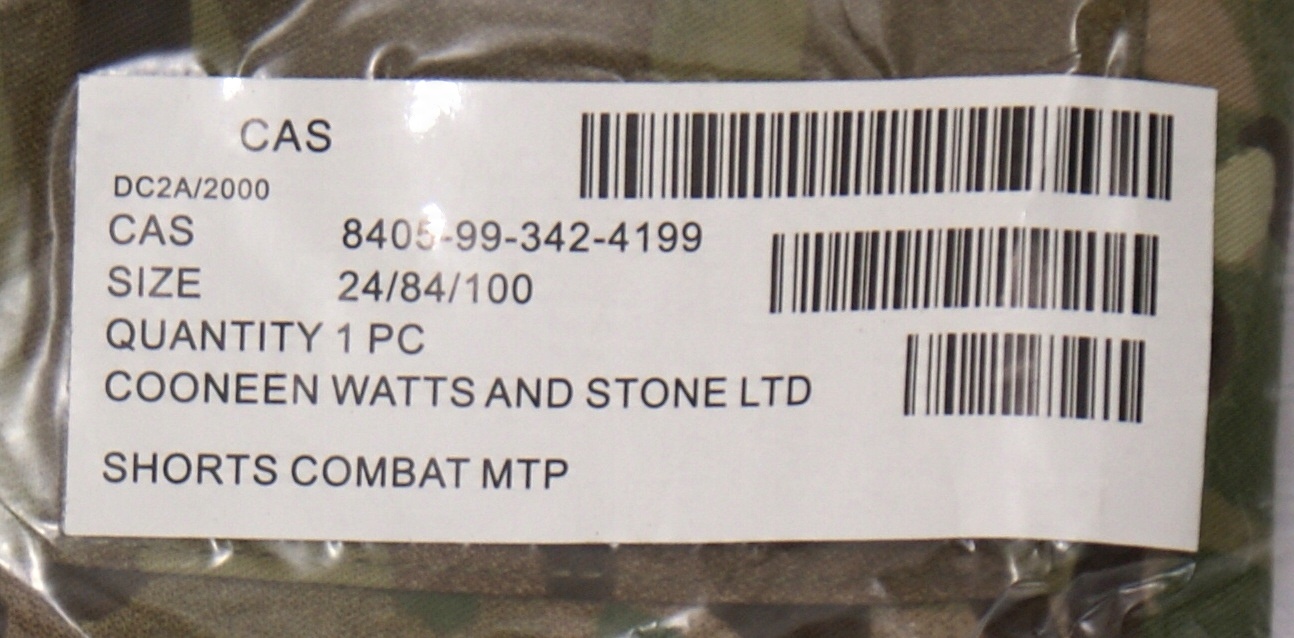 CAS
DC2A/2000
CAS 8405-99-342-4199
SIZE 24/84/100
QUANTITY 1 PC
COONEEN WATTS AND STONE LTD
SHORTS COMBAT MTP